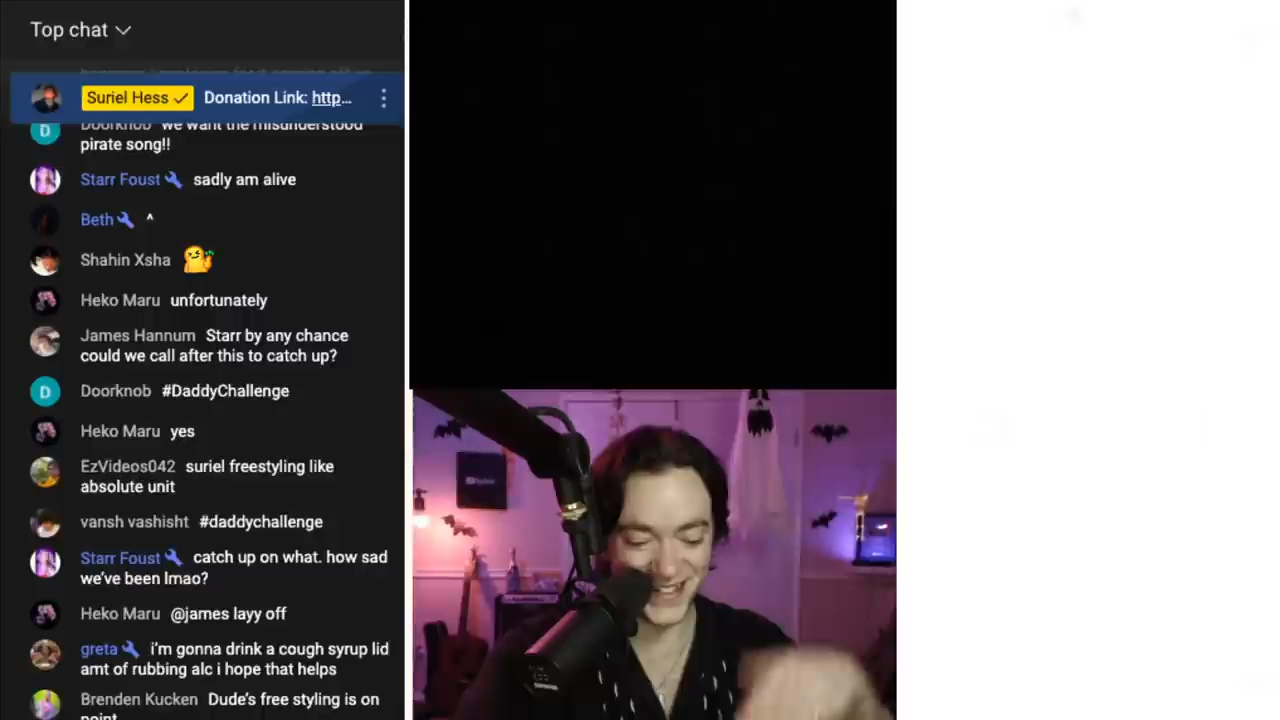 Top chat
Suriel Hess Donation Link: http...
Doorknob we want the misunderstood
pirate song!!
Starr Foust sadly am alive
Beth ^
Shahin Xsha
Heko Maru unfortunately
James Hannum Starr by any chance
could we call after this to catch up?
Doorknob #DaddyChallenge
Heko Maru yes
EzVideos042 suriel freestyling like
absolute unit
vansh vashisht #daddychallenge
Starr Foust catch up on what. how sad
we've been lmao?
Heko Maru @james layy off
greta i'm gonna drink a cough syrup lid
amt of rubbing alc i hope that helps
Brenden Kucken Dude's free styling is on
point